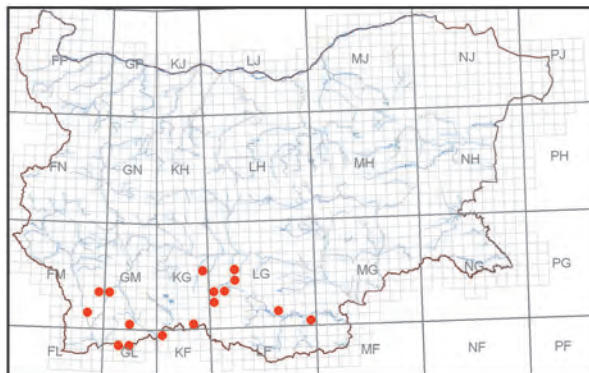 FP GP KJ LJ MJ NJ PJ
FN GN KH LH MH NH PH
FM GM KG LG MG NG PG
FL GL KF LF MF NF PF